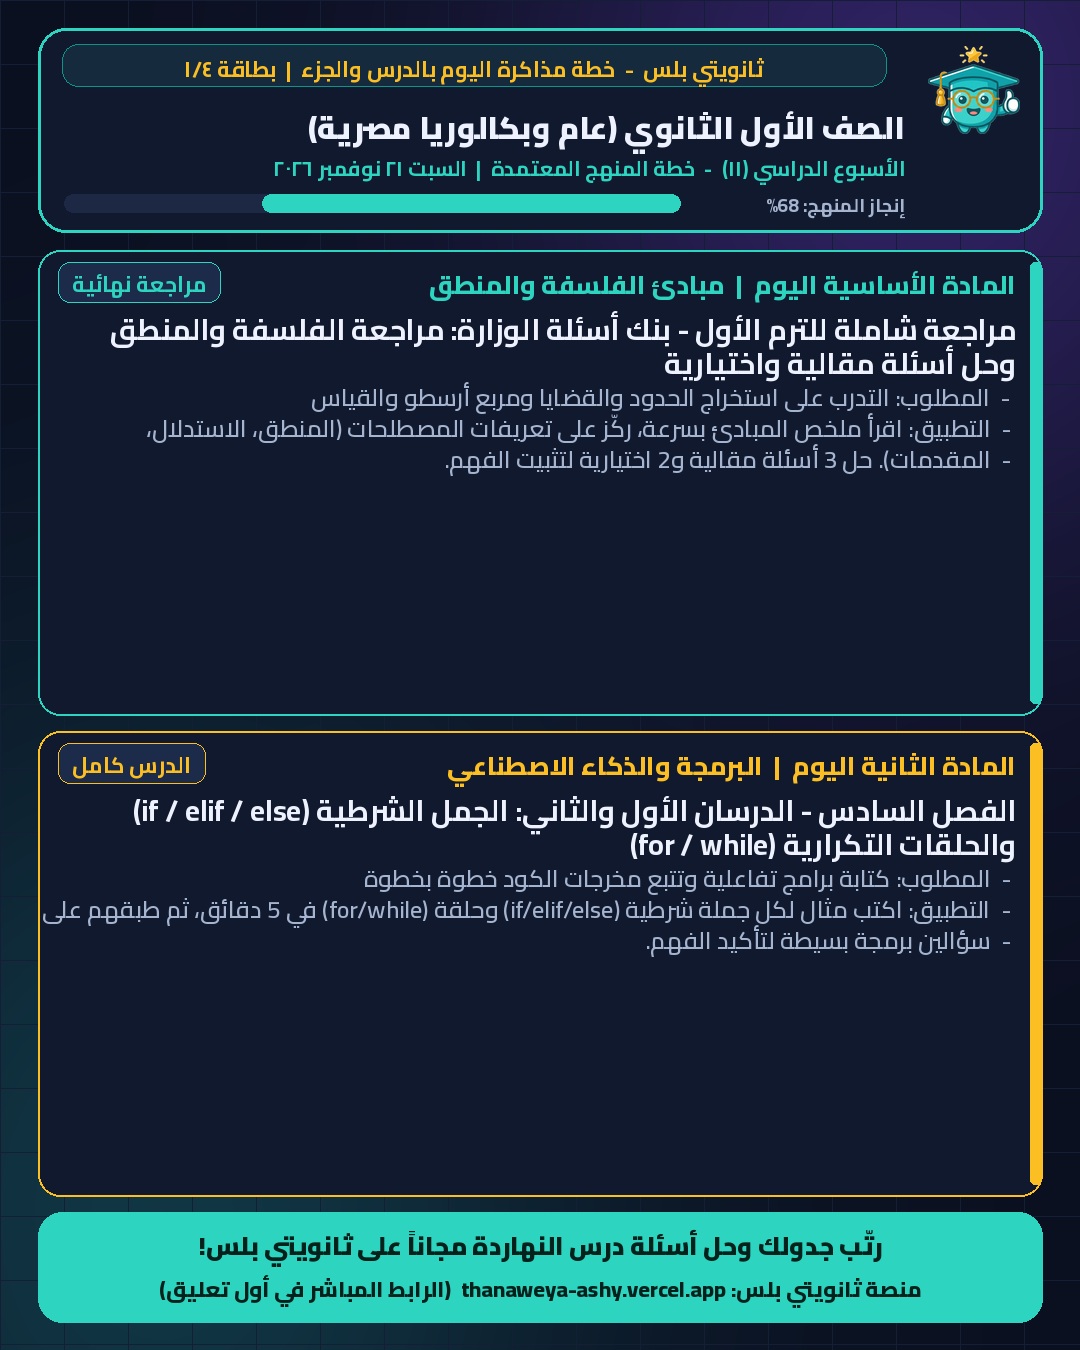 ثانويتي بلس - خطة مذاكرة اليوم بالدرس والجزء | بطاقة ١/٤
الصف الأول الثانوي (عام وبكالوريا مصرية)
الأسبوع الدراسي (١١) - خطة المنهج المعتمدة | السبت ٢١ نوفمبر ٢٠٢٦
إنجاز المنهج: 68%
المادة الأساسية اليوم | مبادئ الفلسفة والمنطق
مراجعة نهائية
مراجعة شاملة للترم الأول - بنك أسئلة الوزارة: مراجعة الفلسفة والمنطق
وحل أسئلة مقالية واختيارية
- المطلوب: التدرب على استخراج الحدود والقضايا ومربع أرسطو والقياس
- التطبيق: اقرأ ملخص المبادئ بسرعة، ركّز على تعريفات المصطلحات (المنطق، الاستدلال،
- المقدمات). حل 3 أسئلة مقالية و2 اختيارية لتثبيت الفهم.
المادة الثانية اليوم | البرمجة والذكاء الاصطناعي
الدرس كامل
الفصل السادس - الدرسان الأول والثاني: الجمل الشرطية (if / elif / else)
والحلقات التكرارية (for / while)
- المطلوب: كتابة برامج تفاعلية وتتبع مخرجات الكود خطوة بخطوة
- التطبيق: اكتب مثال لكل جملة شرطية (if/elif/else) وحلقة (for/while) في 5 دقائق، ثم طبقهم على
- سؤالين برمجة بسيطة لتأكيد الفهم.
رتّب جدولك وحل أسئلة درس النهاردة مجاناً على ثانويتي بلس!
منصة ثانويتي بلس: thanaweya-ashy.vercel.app (الرابط المباشر في أول تعليق)